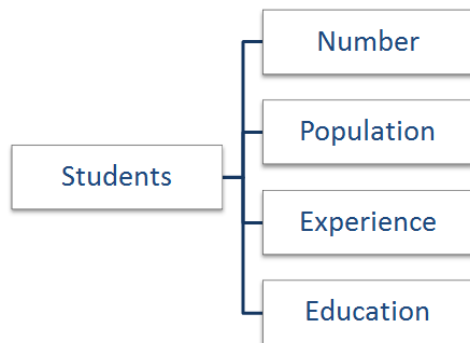 Number
Population
Students
Experience
Education